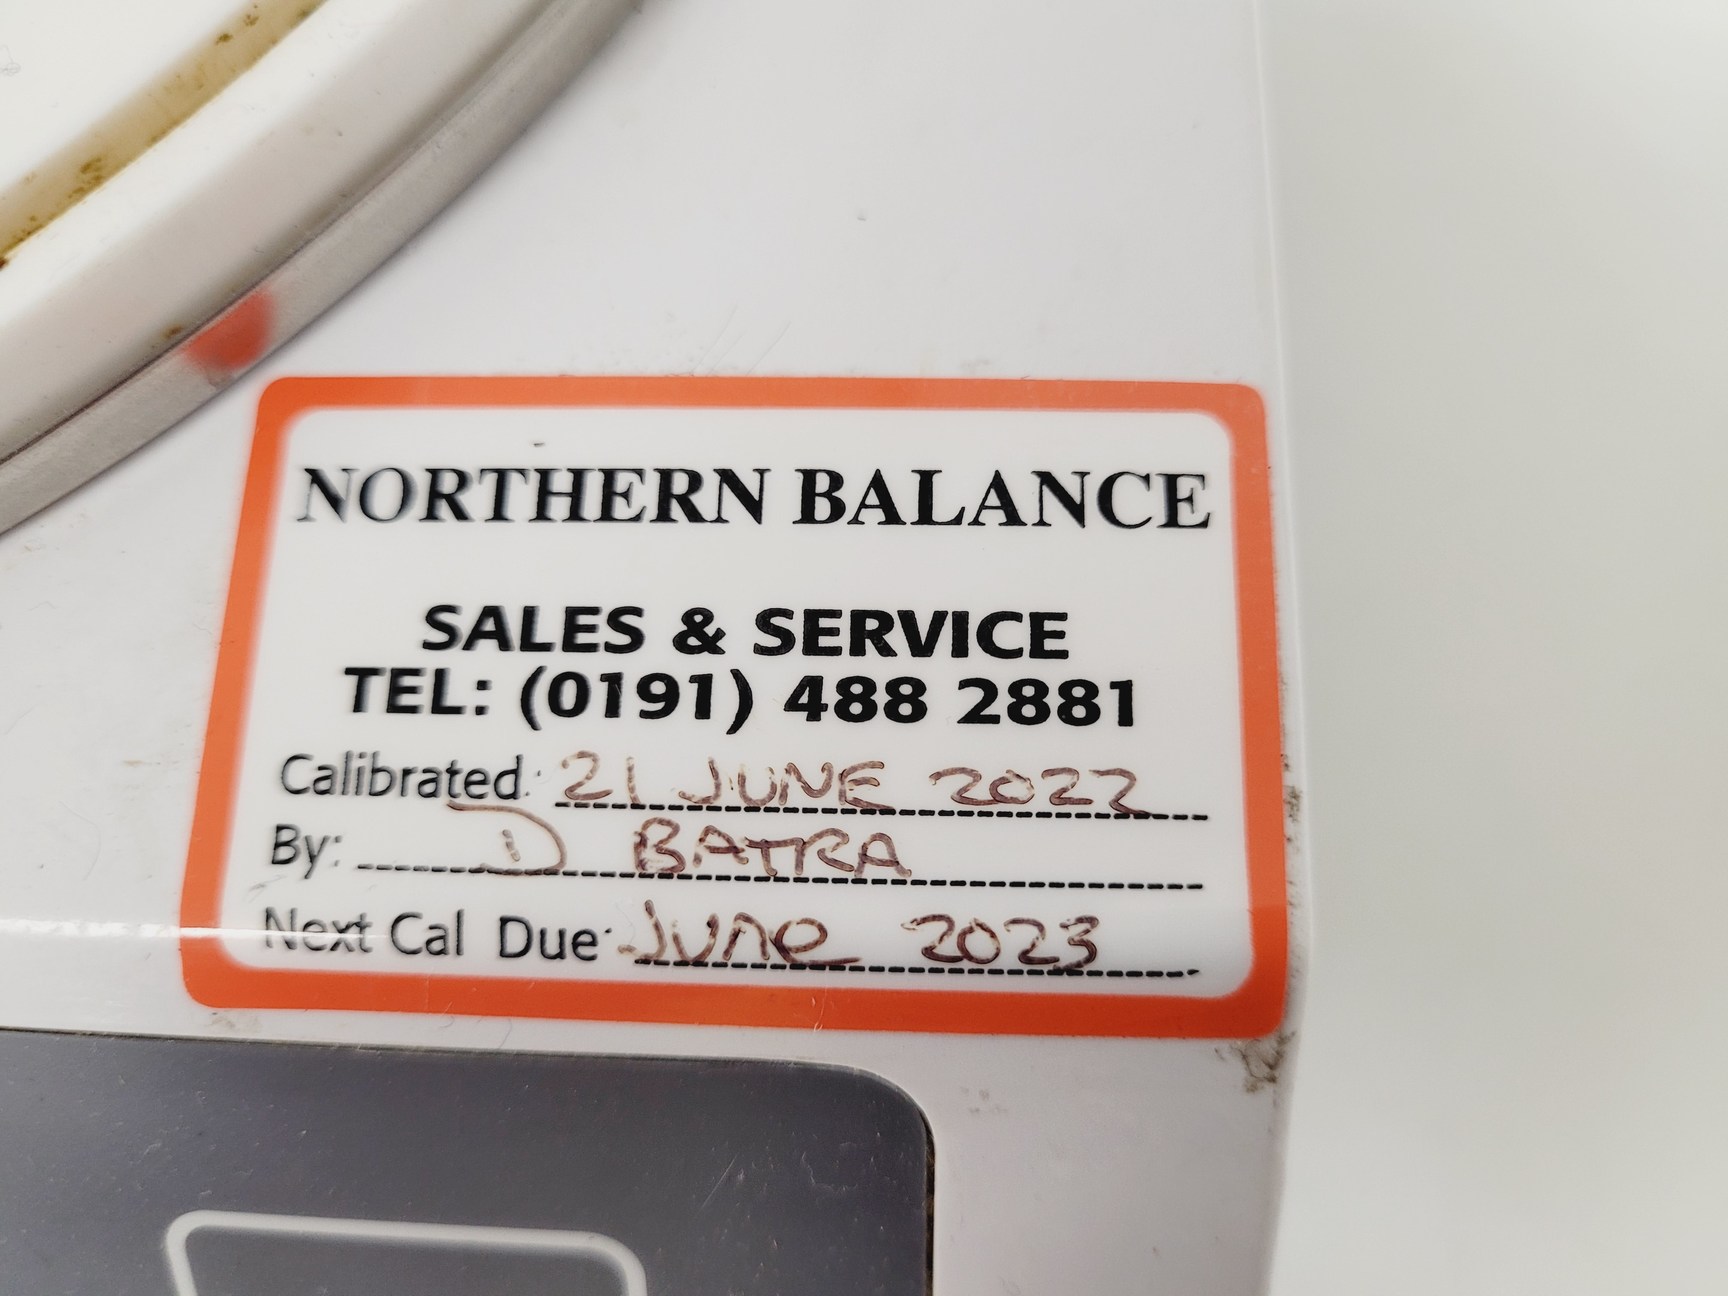 NORTHERN BALANCE
SALES & SERVICE
TEL: (0191) 488 2881
Calibrated: 21 JUNE 2022
By: D BATRA
Next Cal Due: June 2023